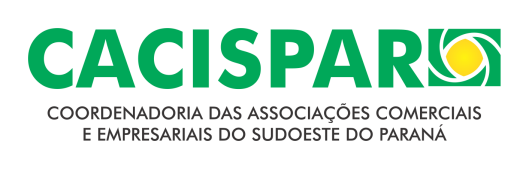 CACISPAR
COORDENADORIA DAS ASSOCIAÇÕES COMERCIAIS
E EMPRESARIAIS DO SUDOESTE DO PARANÁ